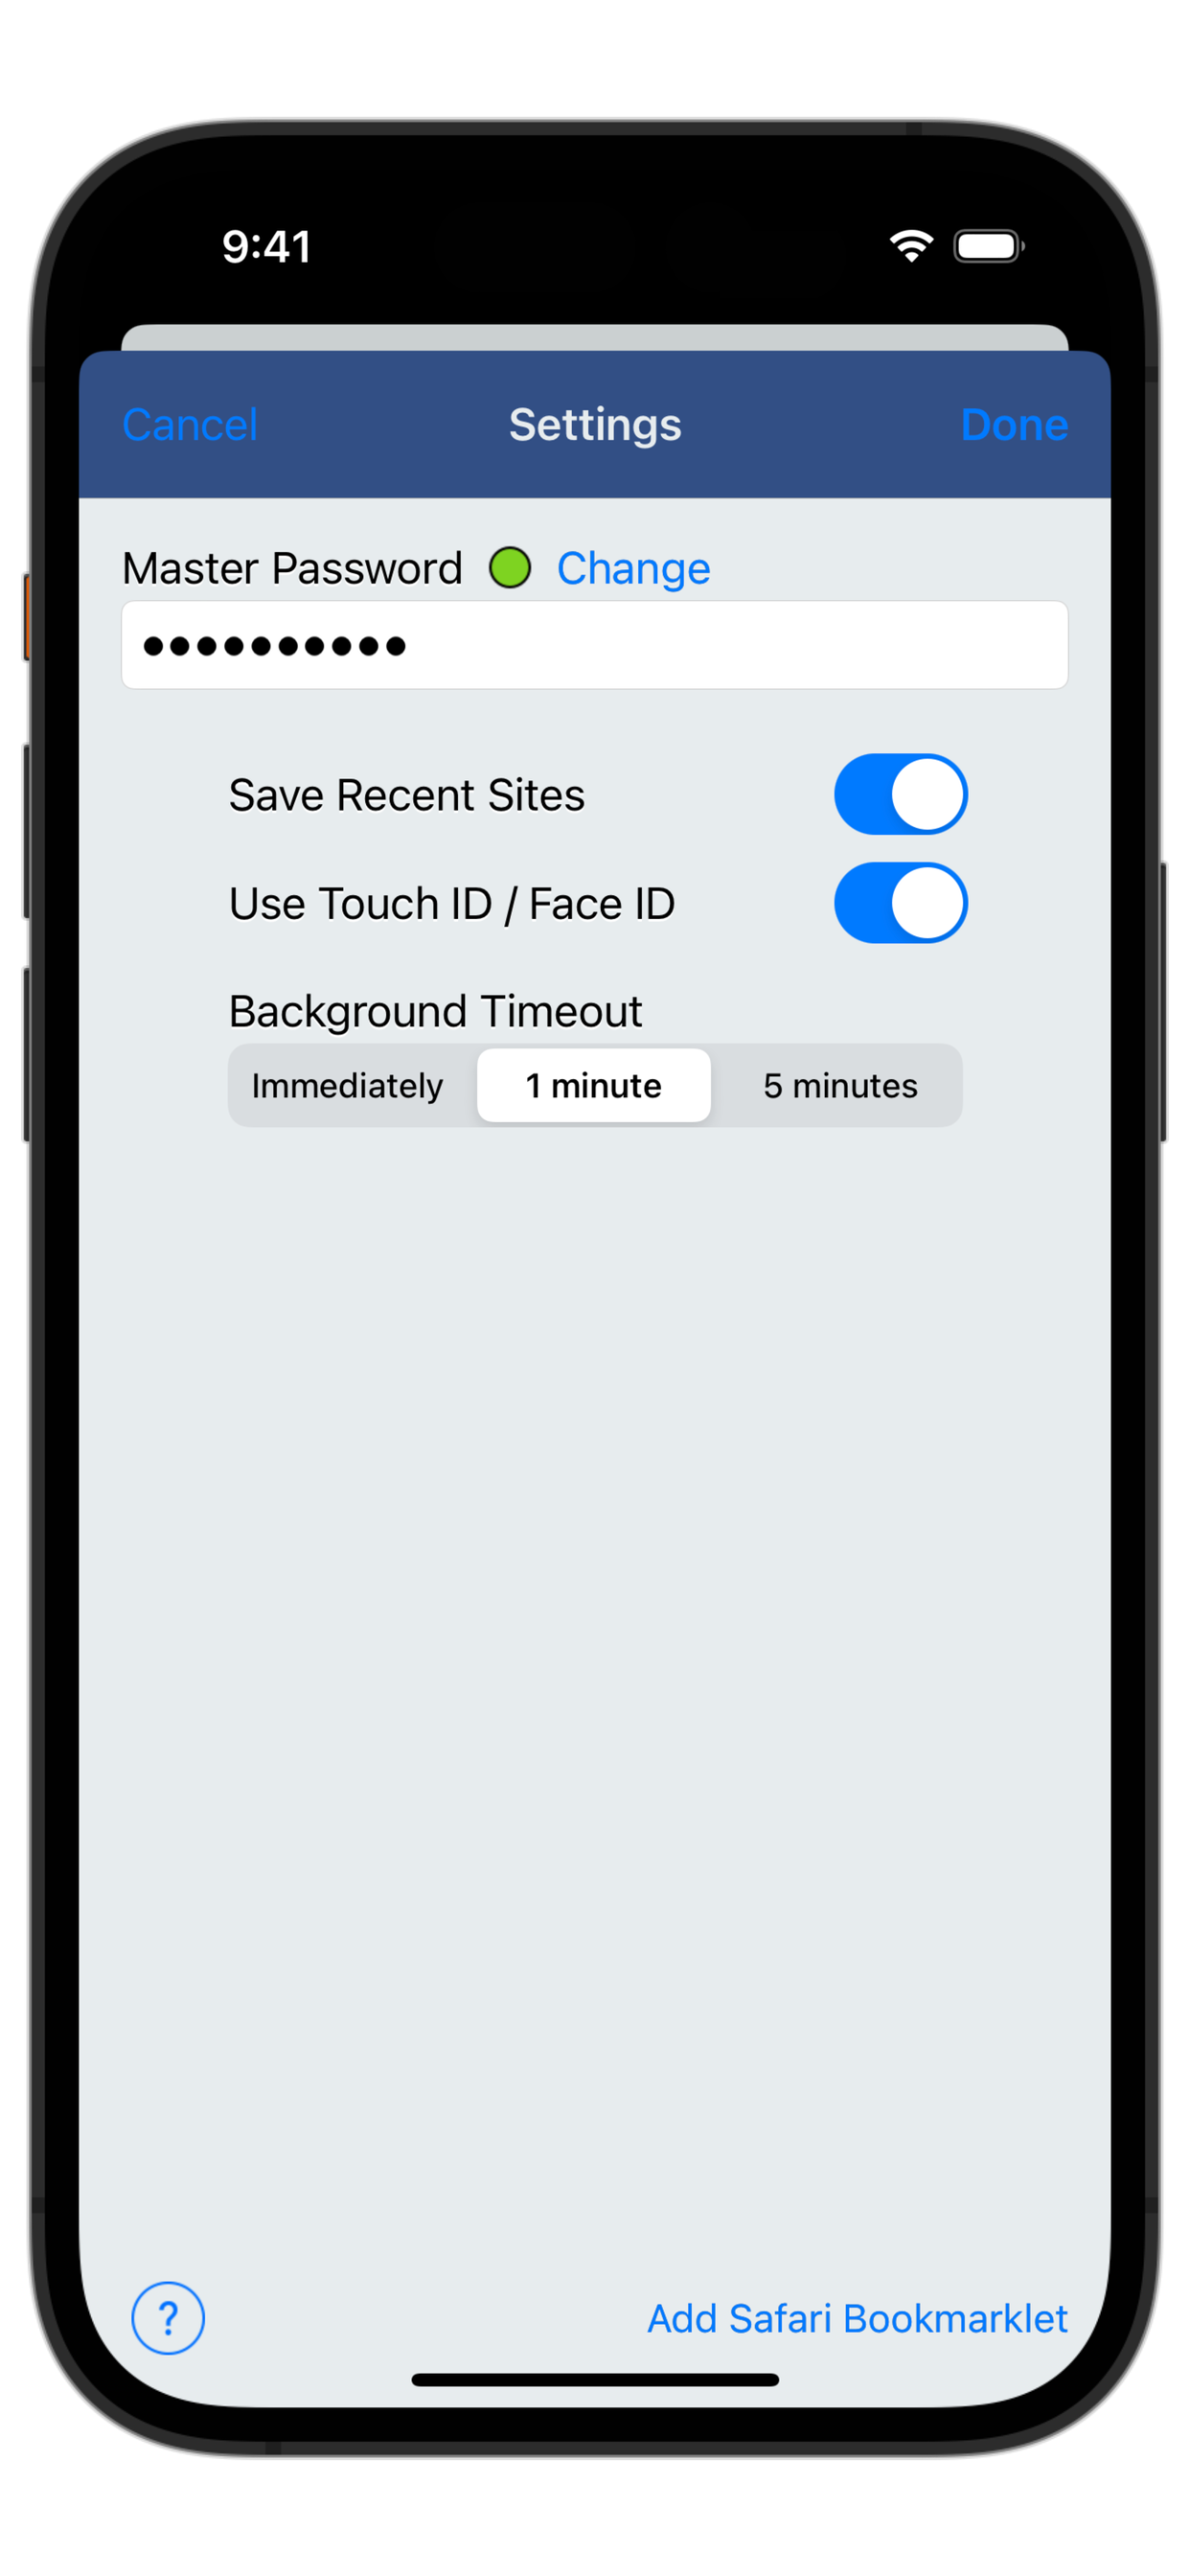 9:41
Cancel Settings Done
Master Password Change
●●●●●●●●●●
Save Recent Sites
Use Touch ID / Face ID
Background Timeout
Immediately 1 minute 5 minutes
? Add Safari Bookmarklet